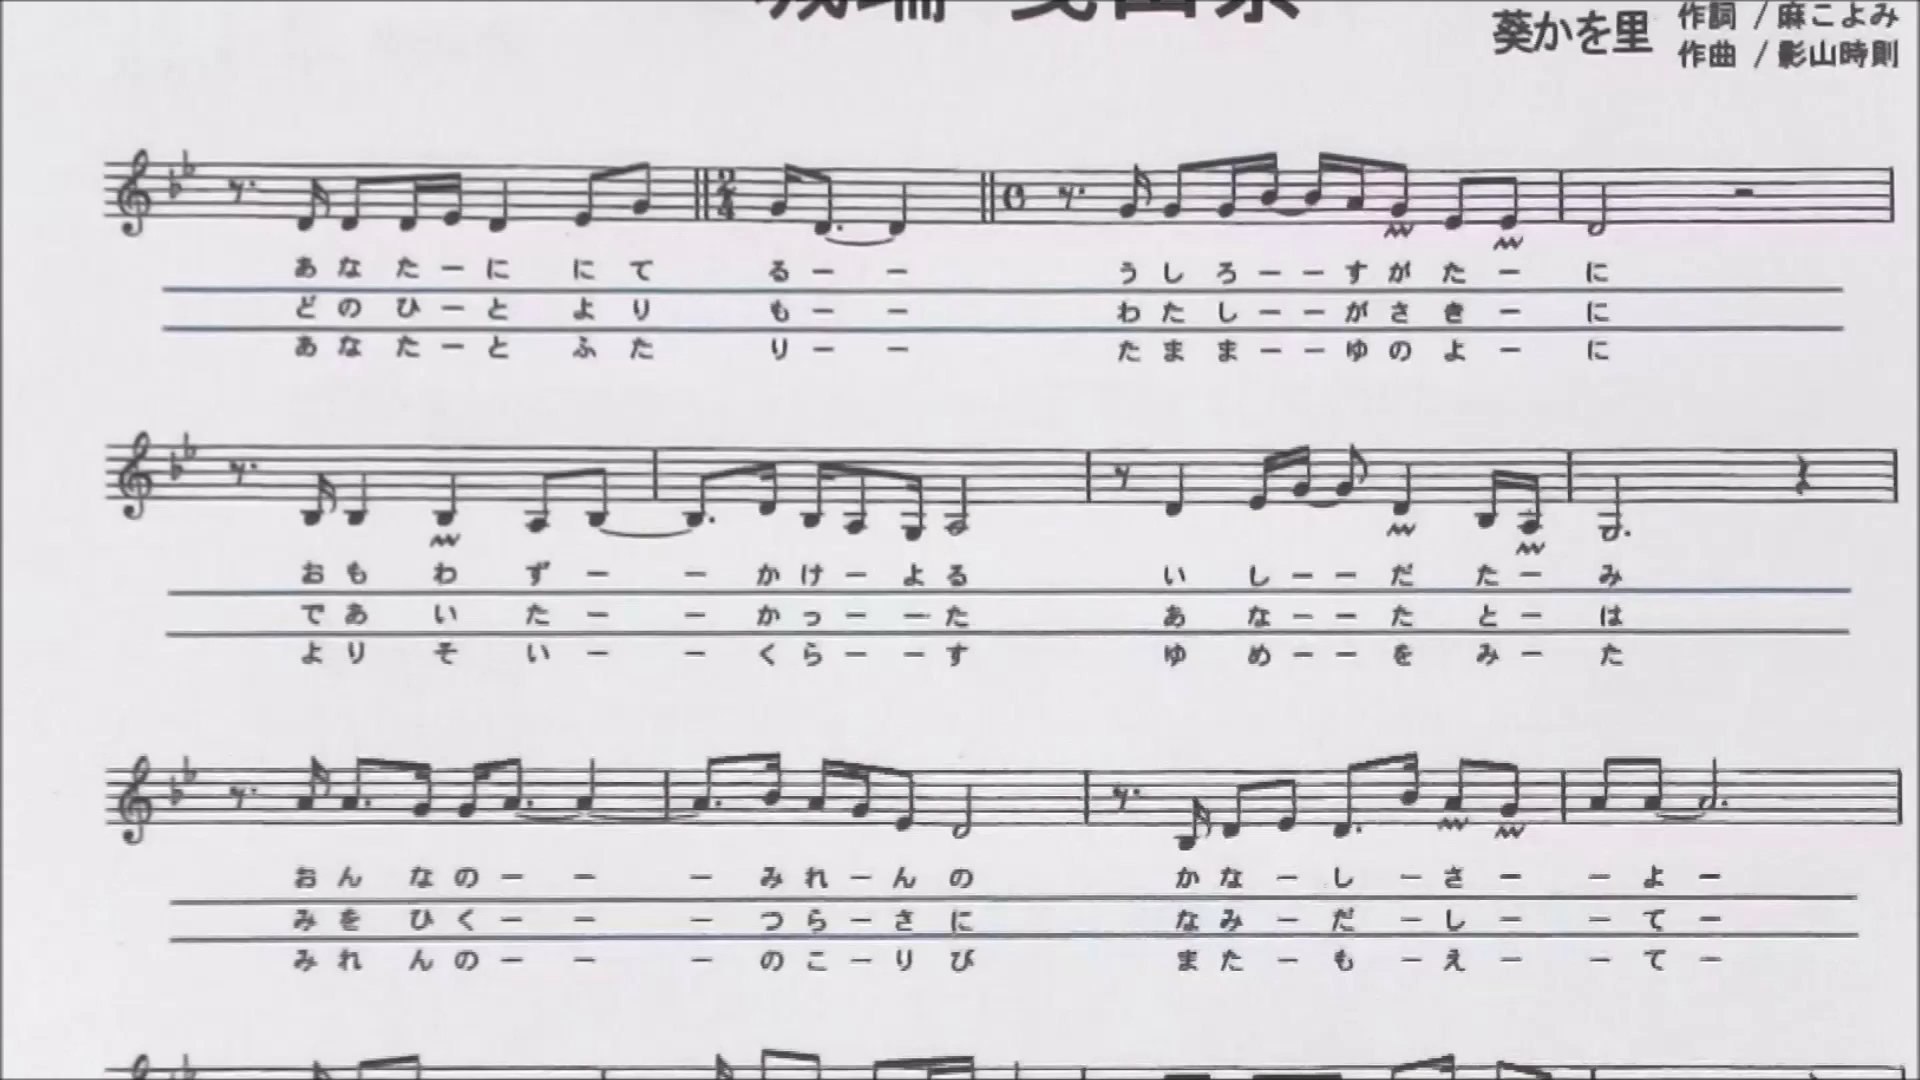 葵かを里
作詞 / 麻こよみ
作曲 / 影山時則
あ な た ー に に て る ー ー う し ろ ー ー す が た ー に
ど の ひ ー と よ り も ー ー わ た し ー ー が さ き ー に
あ な た ー と ふ た り ー ー た ま ま ー ー ゆ の よ ー に
お も わ ず ー ー か け ー よ る い し ー ー だ た ー み
で あ い た ー ー か っ ー ー た あ な ー ー た と ー は
よ り そ い ー ー く ら ー ー す ゆ め ー ー を み ー た
お ん な の ー ー ー み れ ー ん の か な ー し ー さ ー ー よ ー
み を ひ く ー ー ー つ ら ー さ に な み ー だ ー し ー ー て ー
み れ ん の ー ー ー の こ ー り び ま た ー も ー え ー ー て ー